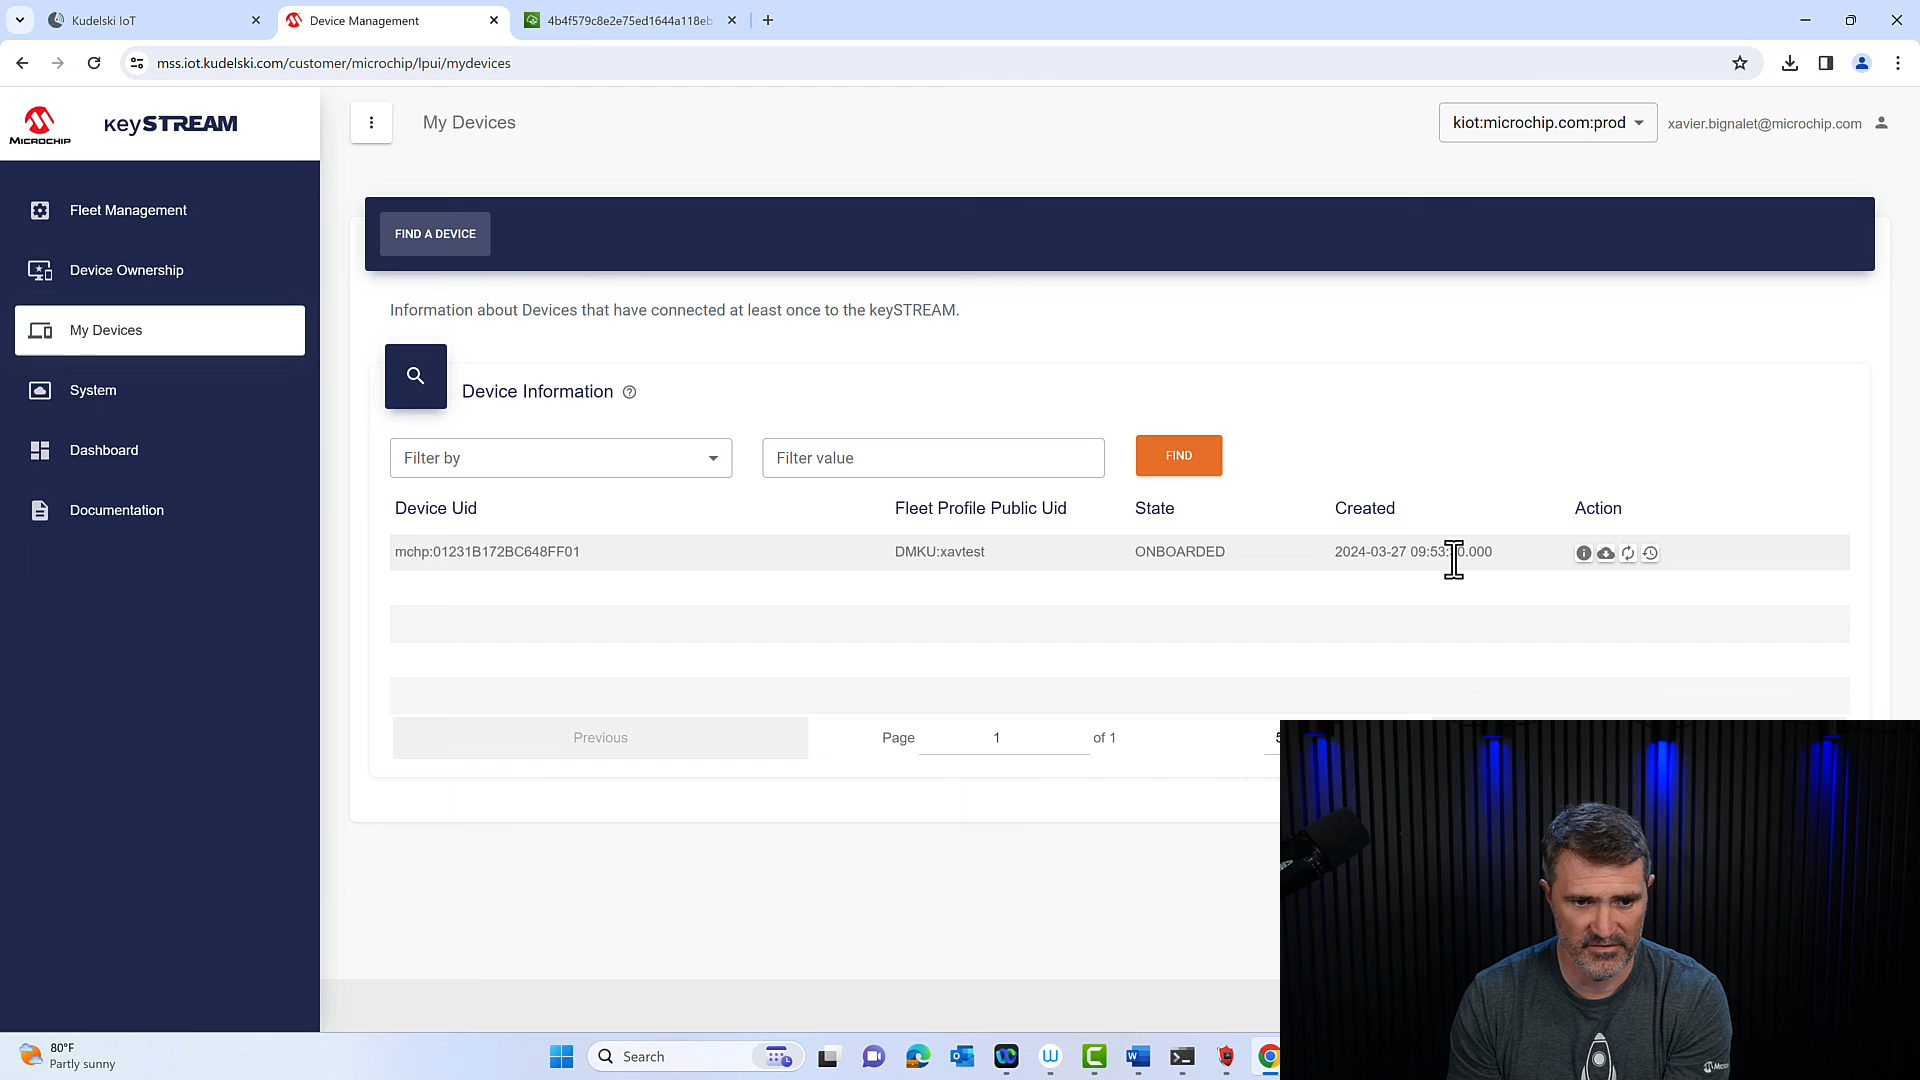 Kudelski IoT
Device Management
4b4f579c8e2e75ed1644a118eb
mss.iot.kudelski.com/customer/microchip/lpui/mydevices
MICROCHIP
keySTREAM
My Devices
kiot:microchip.com:prod
xavier.bignalet@microchip.com
Fleet Management
Device Ownership
My Devices
System
Dashboard
Documentation
FIND A DEVICE
Information about Devices that have connected at least once to the keySTREAM.
Device Information
Filter by
Filter value
FIND
Device Uid
Fleet Profile Public Uid
State
Created
Action
mchp:01231B172BC648FF01
DMKU:xavtest
ONBOARDED
2024-03-27
Previous
Page
1
of 1
80°F
Partly sunny
Search